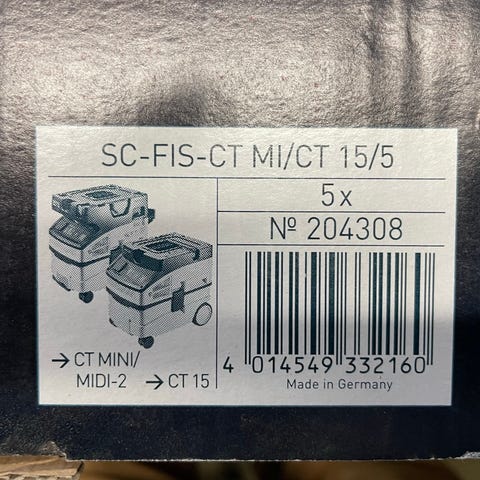 SC-FIS-CT MI/CT 15/5
5x
Nº 204308
→ CT MINI/
MIDI-2 → CT 15
4 014549 332160
Made in Germany